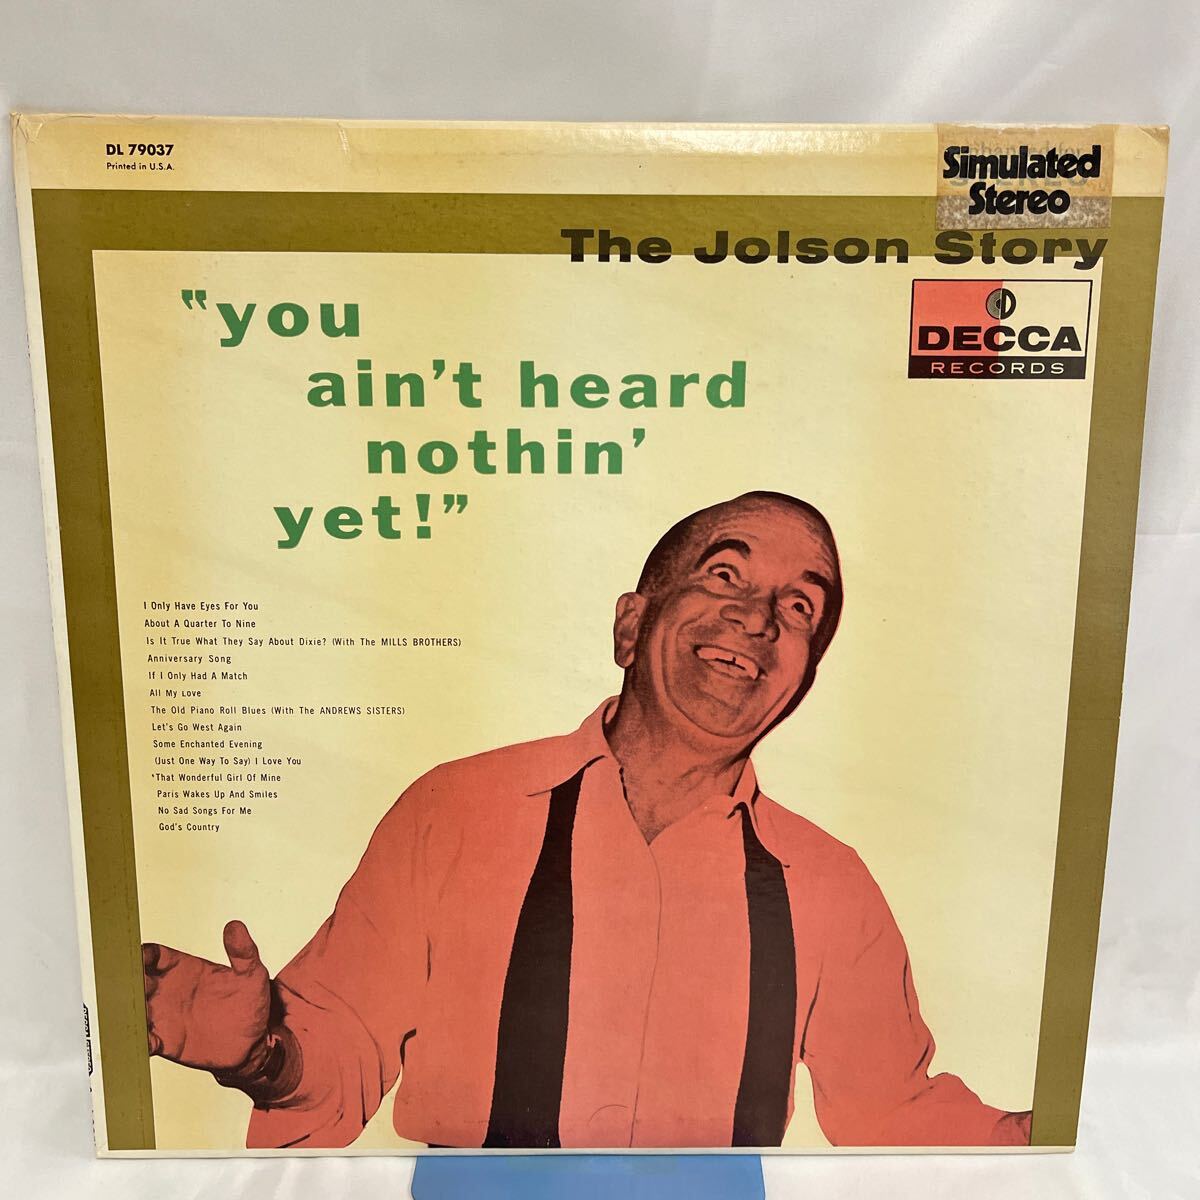 DL 79037
Printed in U.S.A.
Simulated
Stereo
The Jolson Story
DECCA
RECORDS
"you
ain't heard
nothin'
yet!"
I Only Have Eyes For You
About A Quarter To Nine
Is It True What They Say About Dixie? (With The MILLS BROTHERS)
Anniversary Song
If I Only Had A Match
All My Love
The Old Piano Roll Blues (With The ANDREWS SISTERS)
Let's Go West Again
Some Enchanted Evening
(Just One Way To Say) I Love You
'That Wonderful Girl Of Mine
Paris Wakes Up And Smiles
No Sad Songs For Me
God's Country